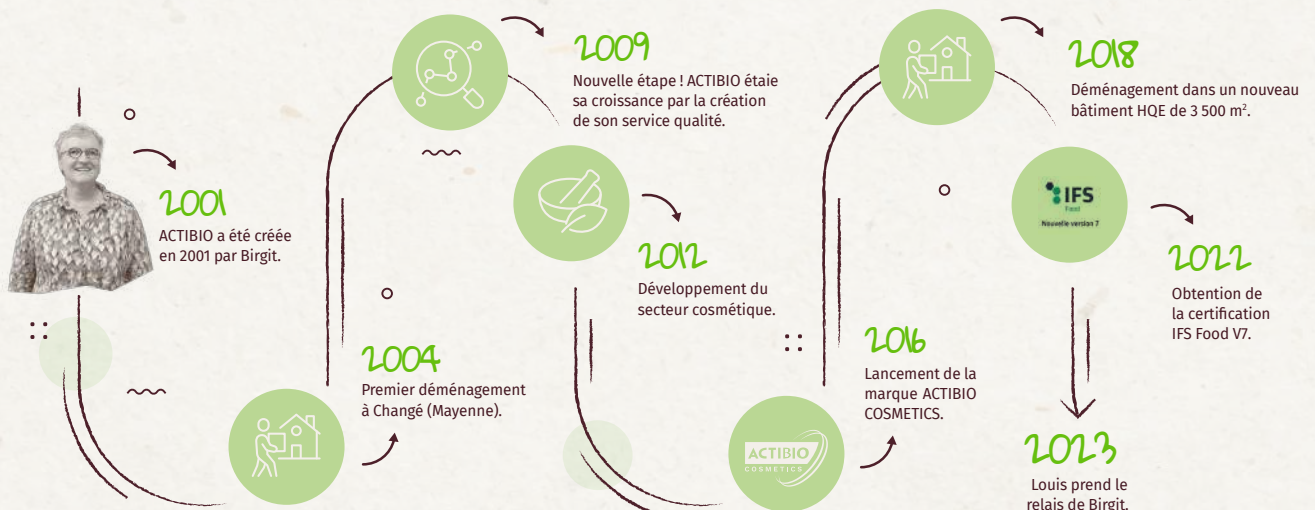 2001
ACTIBIO a été créée
en 2001 par Birgit.
2004
Premier déménagement
à Changé (Mayenne).
2009
Nouvelle étape ! ACTIBIO étaie
sa croissance par la création
de son service qualité.
2012
Développement du
secteur cosmétique.
ACTIBIO
COSMETICS
2016
Lancement de la
marque ACTIBIO
COSMETICS.
2018
Déménagement dans un nouveau
bâtiment HQE de 3 500 m².
IFS
Food
Nouvelle version 7
2022
Obtention de
la certification
IFS Food V7.
2023
Louis prend le
relais de Birgit.